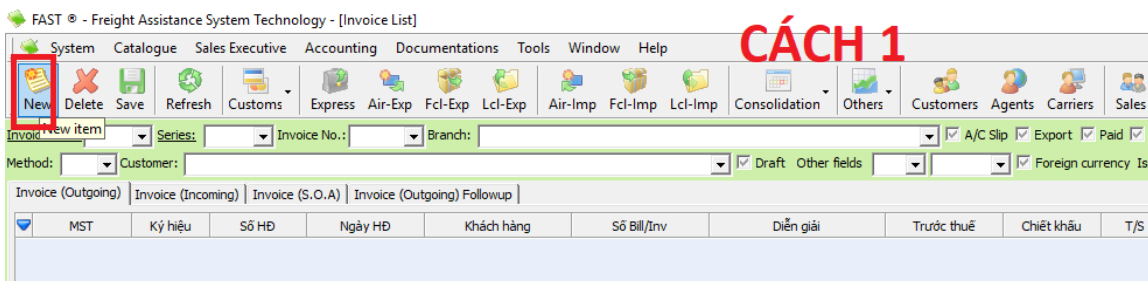 FAST ® - Freight Assistance System Technology - [Invoice List]
System Catalogue Sales Executive Accounting Documentations Tools Window Help
CÁCH 1
New Delete Save Refresh Customs Express Air-Exp Fcl-Exp Lcl-Exp Air-Imp Fcl-Imp Lcl-Imp Consolidation Others Customers Agents Carriers Sales
New item
Series: Invoice No.: Branch: A/C Slip Export Paid
Method: Customer: Draft Other fields Foreign currency Is
Invoice (Outgoing) Invoice (Incoming) Invoice (S.O.A) Invoice (Outgoing) Followup
MST Ký hiệu Số HĐ Ngày HĐ Khách hàng Số Bill/Inv Diễn giải Trước thuế Chiết khấu T/S